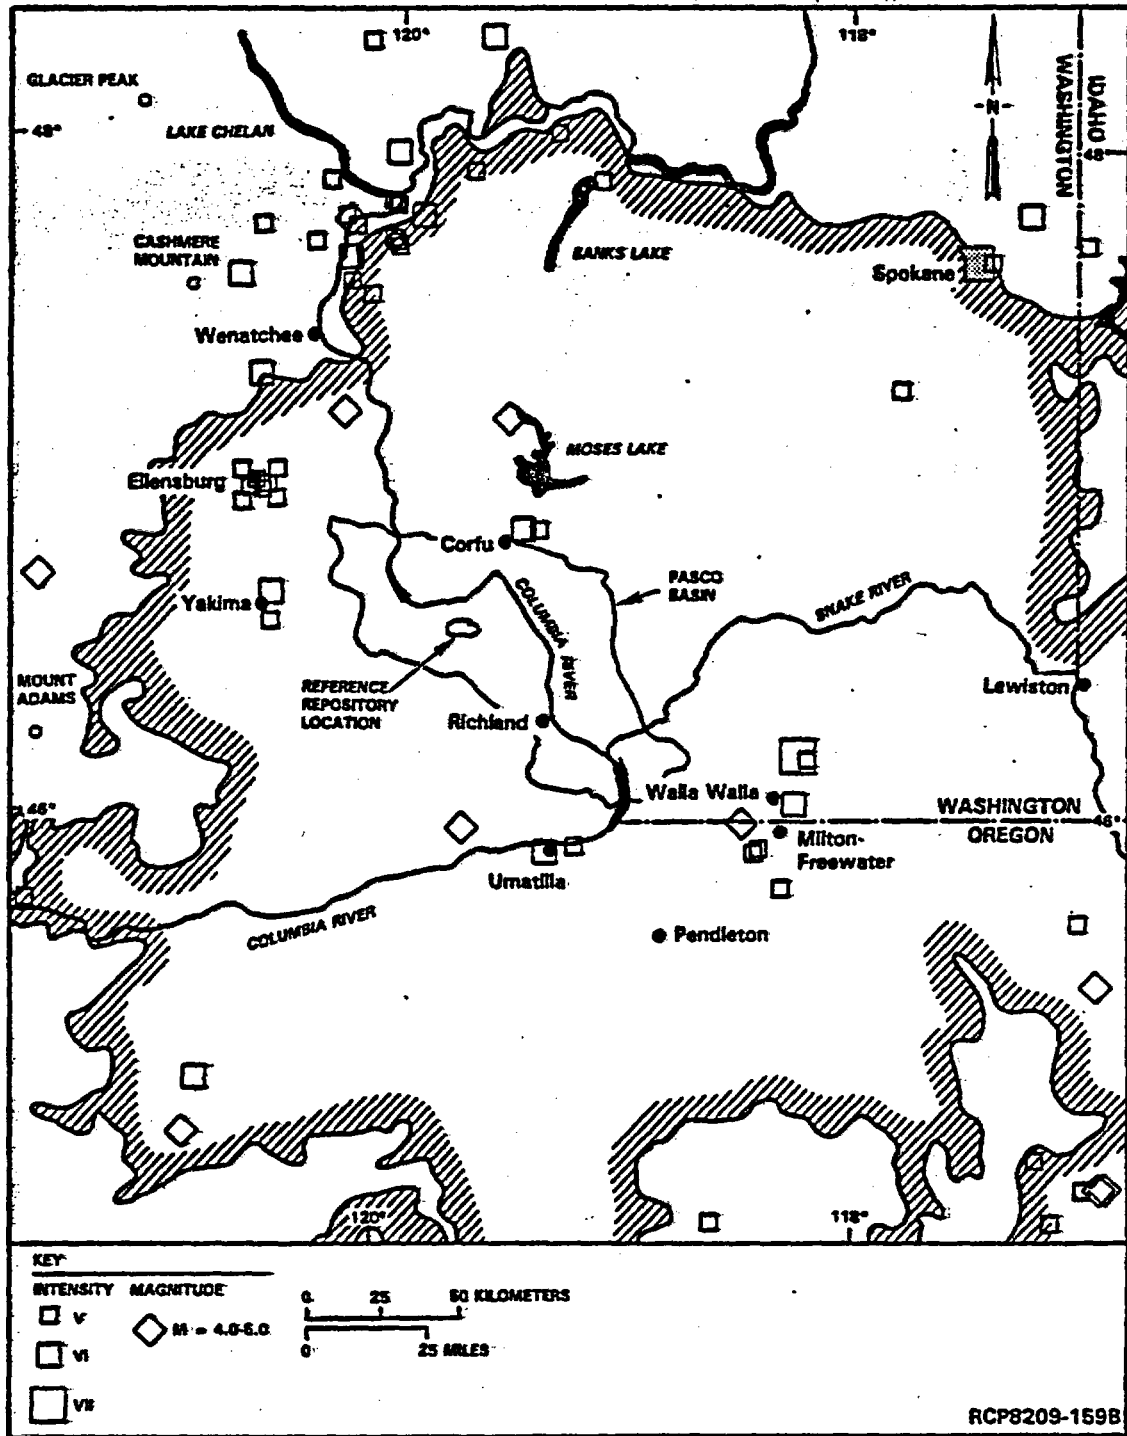 120°
118°
GLACIER PEAK
N
IDAHO
WASHINGTON
48°
LAKE CHELAN
48°
CASHMERE
MOUNTAIN
BANKS LAKE
Spokane
Wenatchee
MOSES LAKE
Ellensburg
Corfu
PASCO
BASIN
COLUMBIA RIVER
SNAKE RIVER
Yakima
MOUNT
ADAMS
REFERENCE
REPOSITORY
LOCATION
Lewiston
Richland
46°
Walla Walla
WASHINGTON
46°
OREGON
Milton-
Freewater
Umatilla
COLUMBIA RIVER
Pendleton
120°
118°
KEY
INTENSITY MAGNITUDE
V
VI
VII
M = 4.0-5.0
0 25 50 KILOMETERS
0 25 MILES
RCP8209-159B